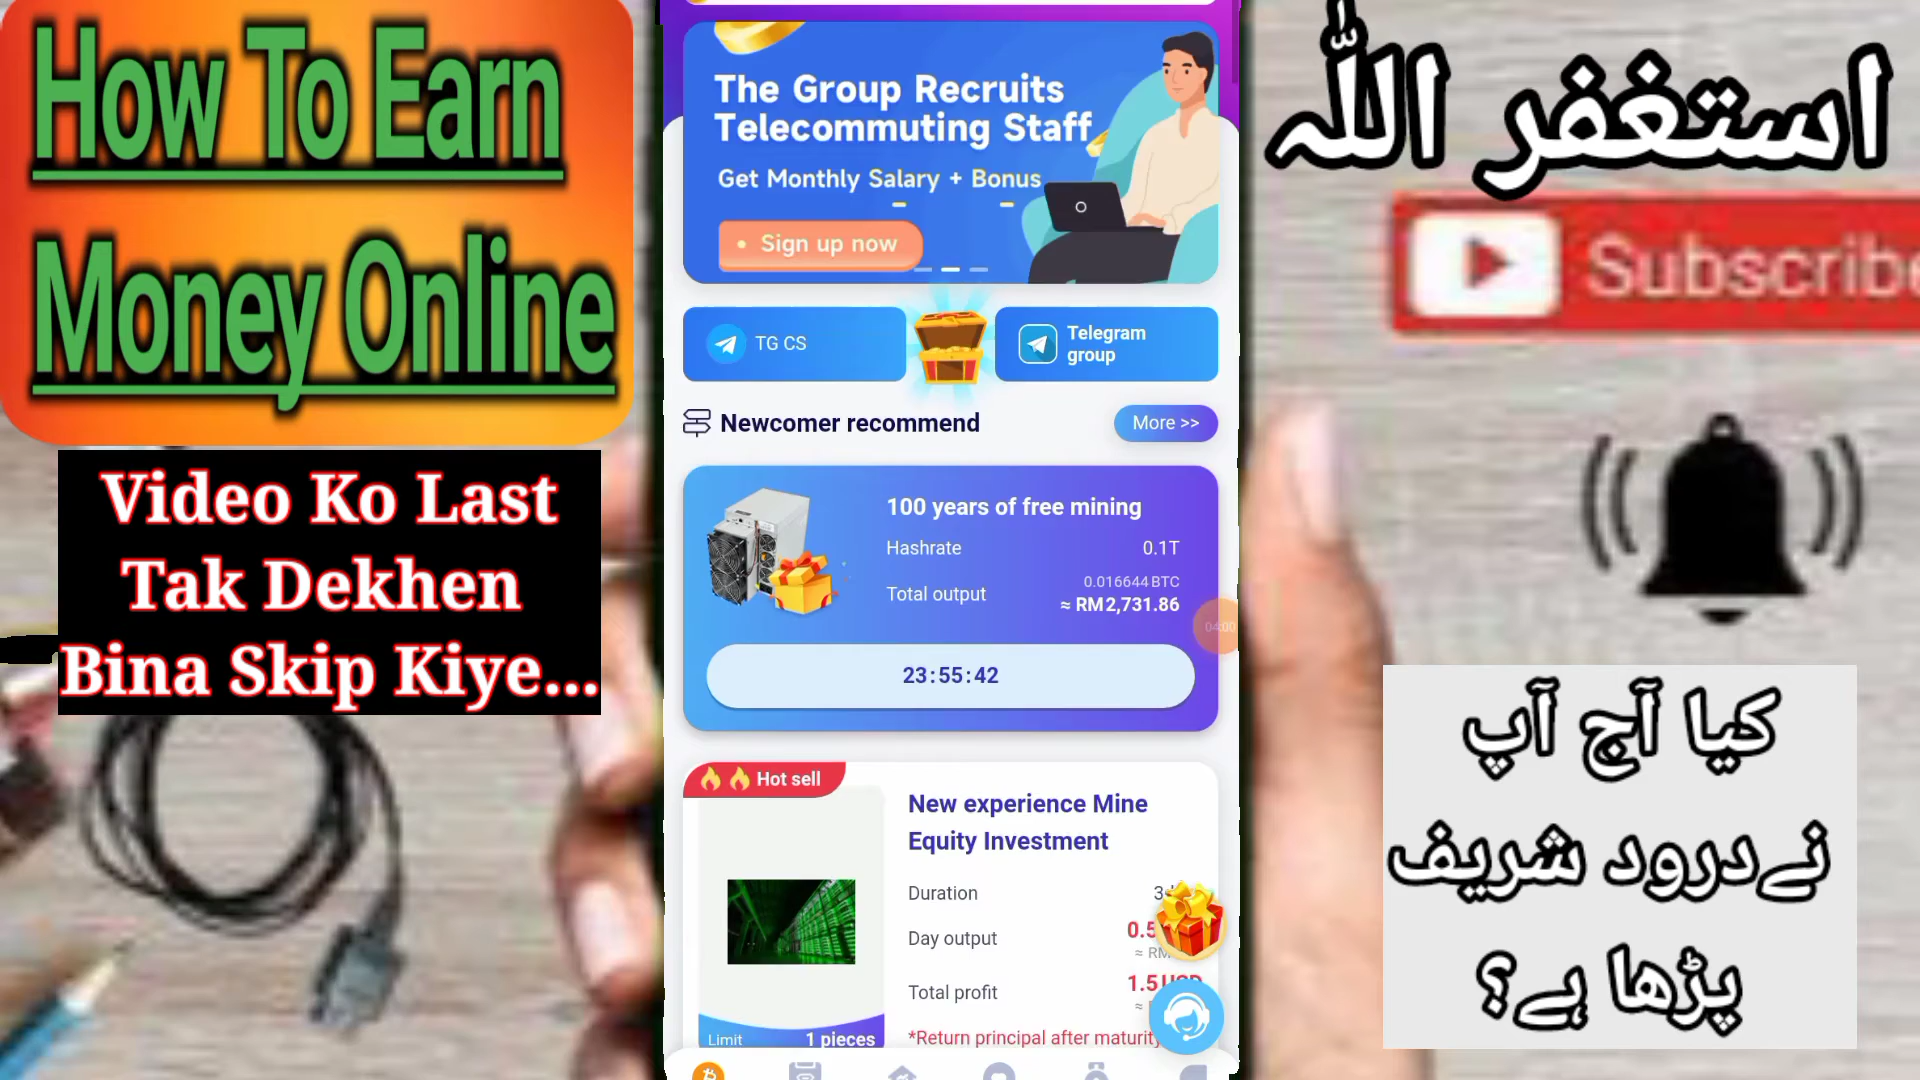 How To Earn
Money Online
Video Ko Last
Tak Dekhen
Bina Skip Kiye...
The Group Recruits
Telecommuting Staff
Get Monthly Salary + Bonus
Sign up now
TG CS
Telegram
group
Newcomer recommend
More >>
100 years of free mining
Hashrate
0.1T
Total output
0.016644 BTC
≈ RM2,731.86
04:00
23:55:42
Hot sell
New experience Mine
Equity Investment
Duration
Day output
Total profit
*Return principal after maturity
Limit
1 pieces
استغفر اللہ
Subscribe
کیا آج آپ
نےدرود شریف
پڑھا ہے؟